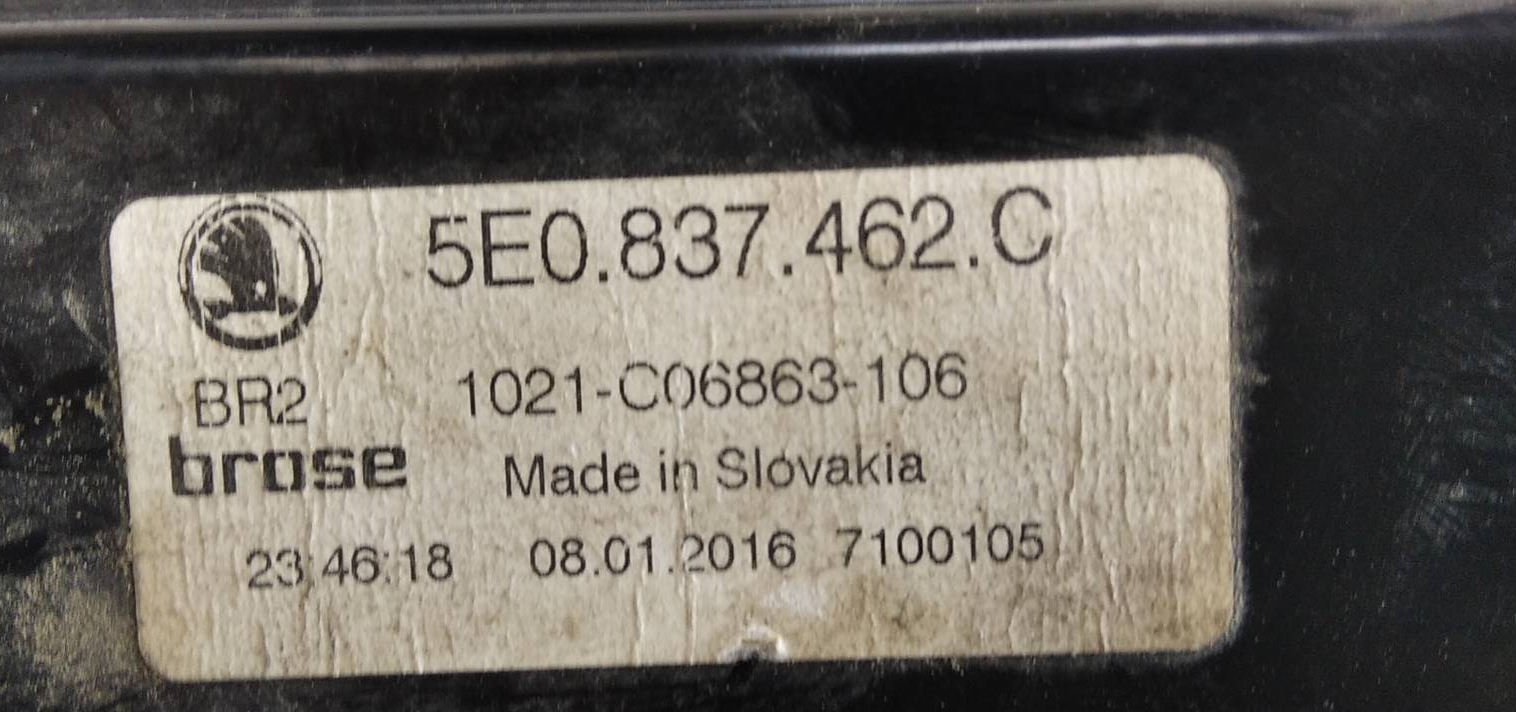 5E0.837.462.C
BR2 1021-C06863-106
brose Made in Slovakia
23:46:18 08.01.2016 7100105